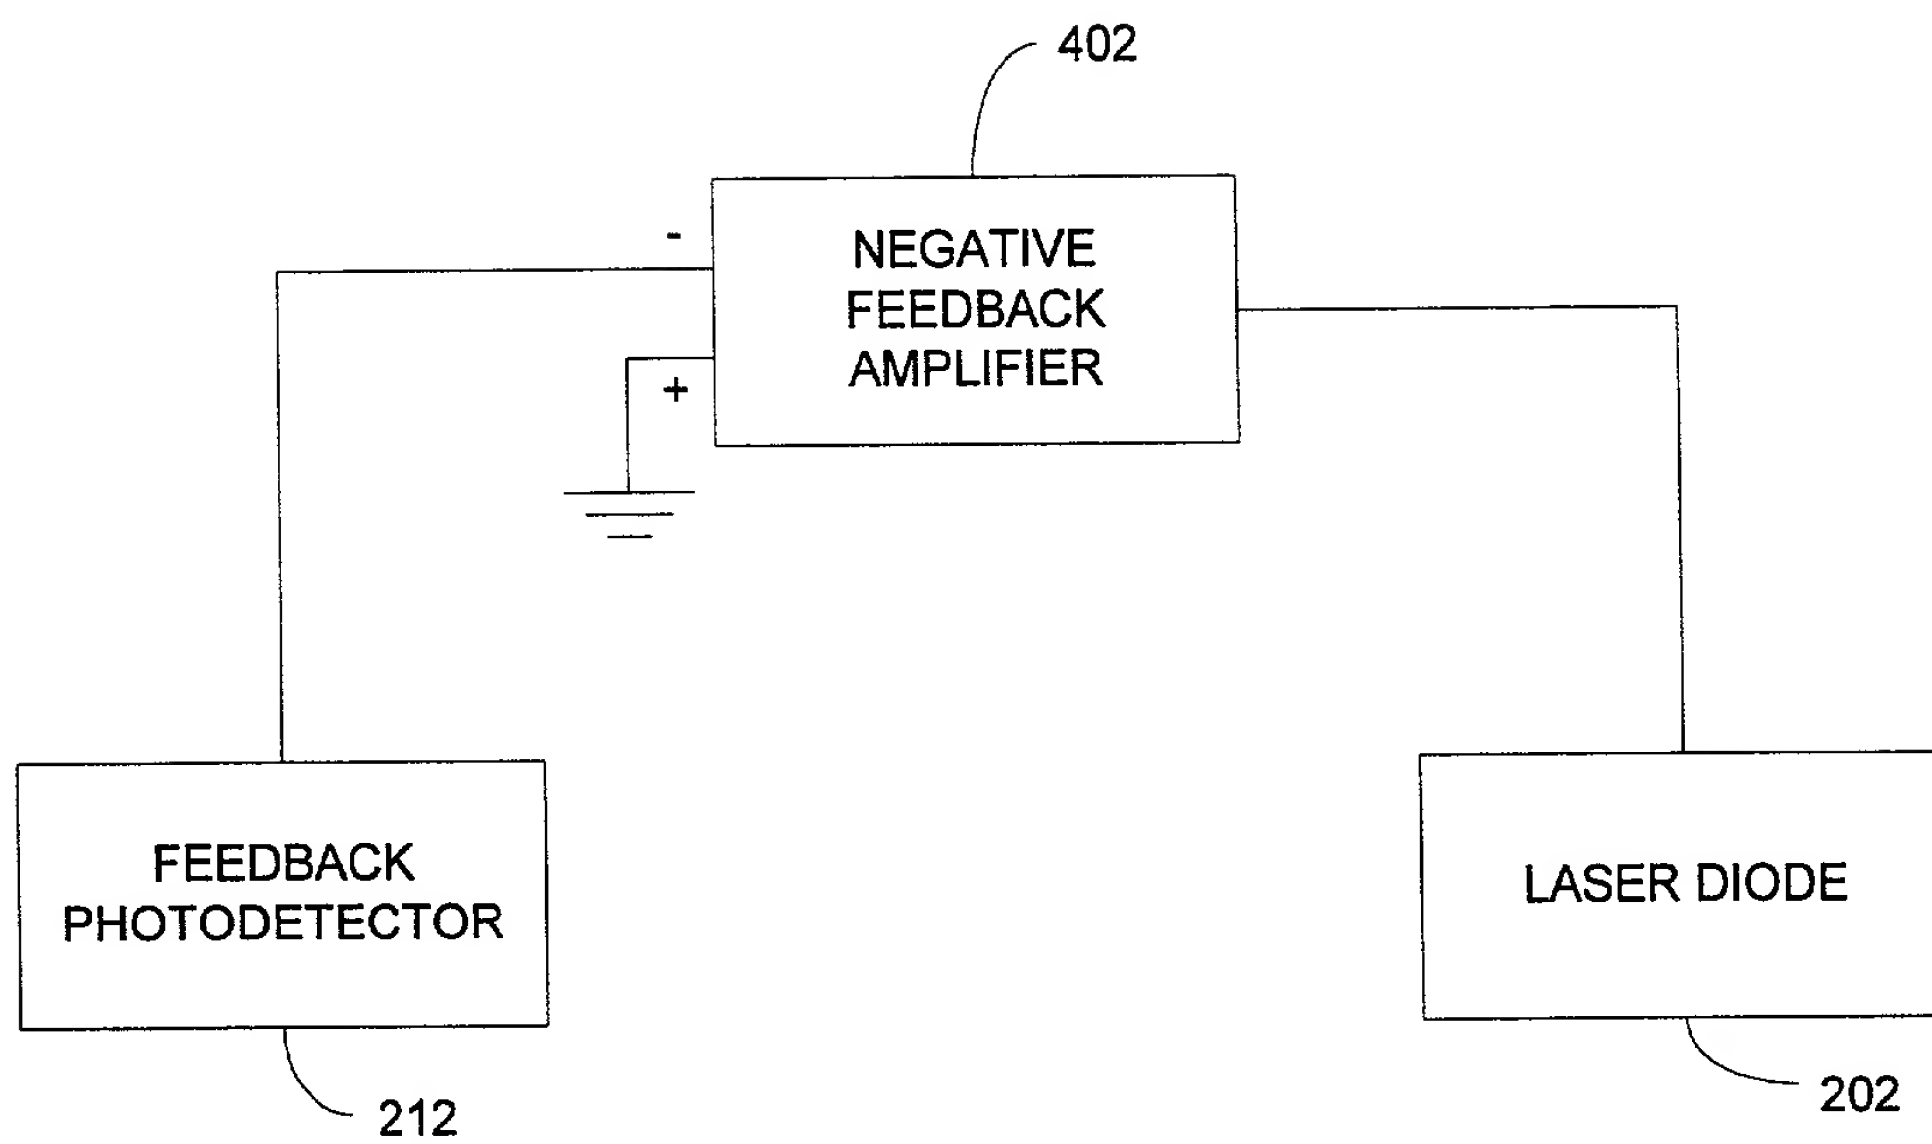 402
-
NEGATIVE
FEEDBACK
AMPLIFIER
+
FEEDBACK
PHOTODETECTOR
LASER DIODE
212
202